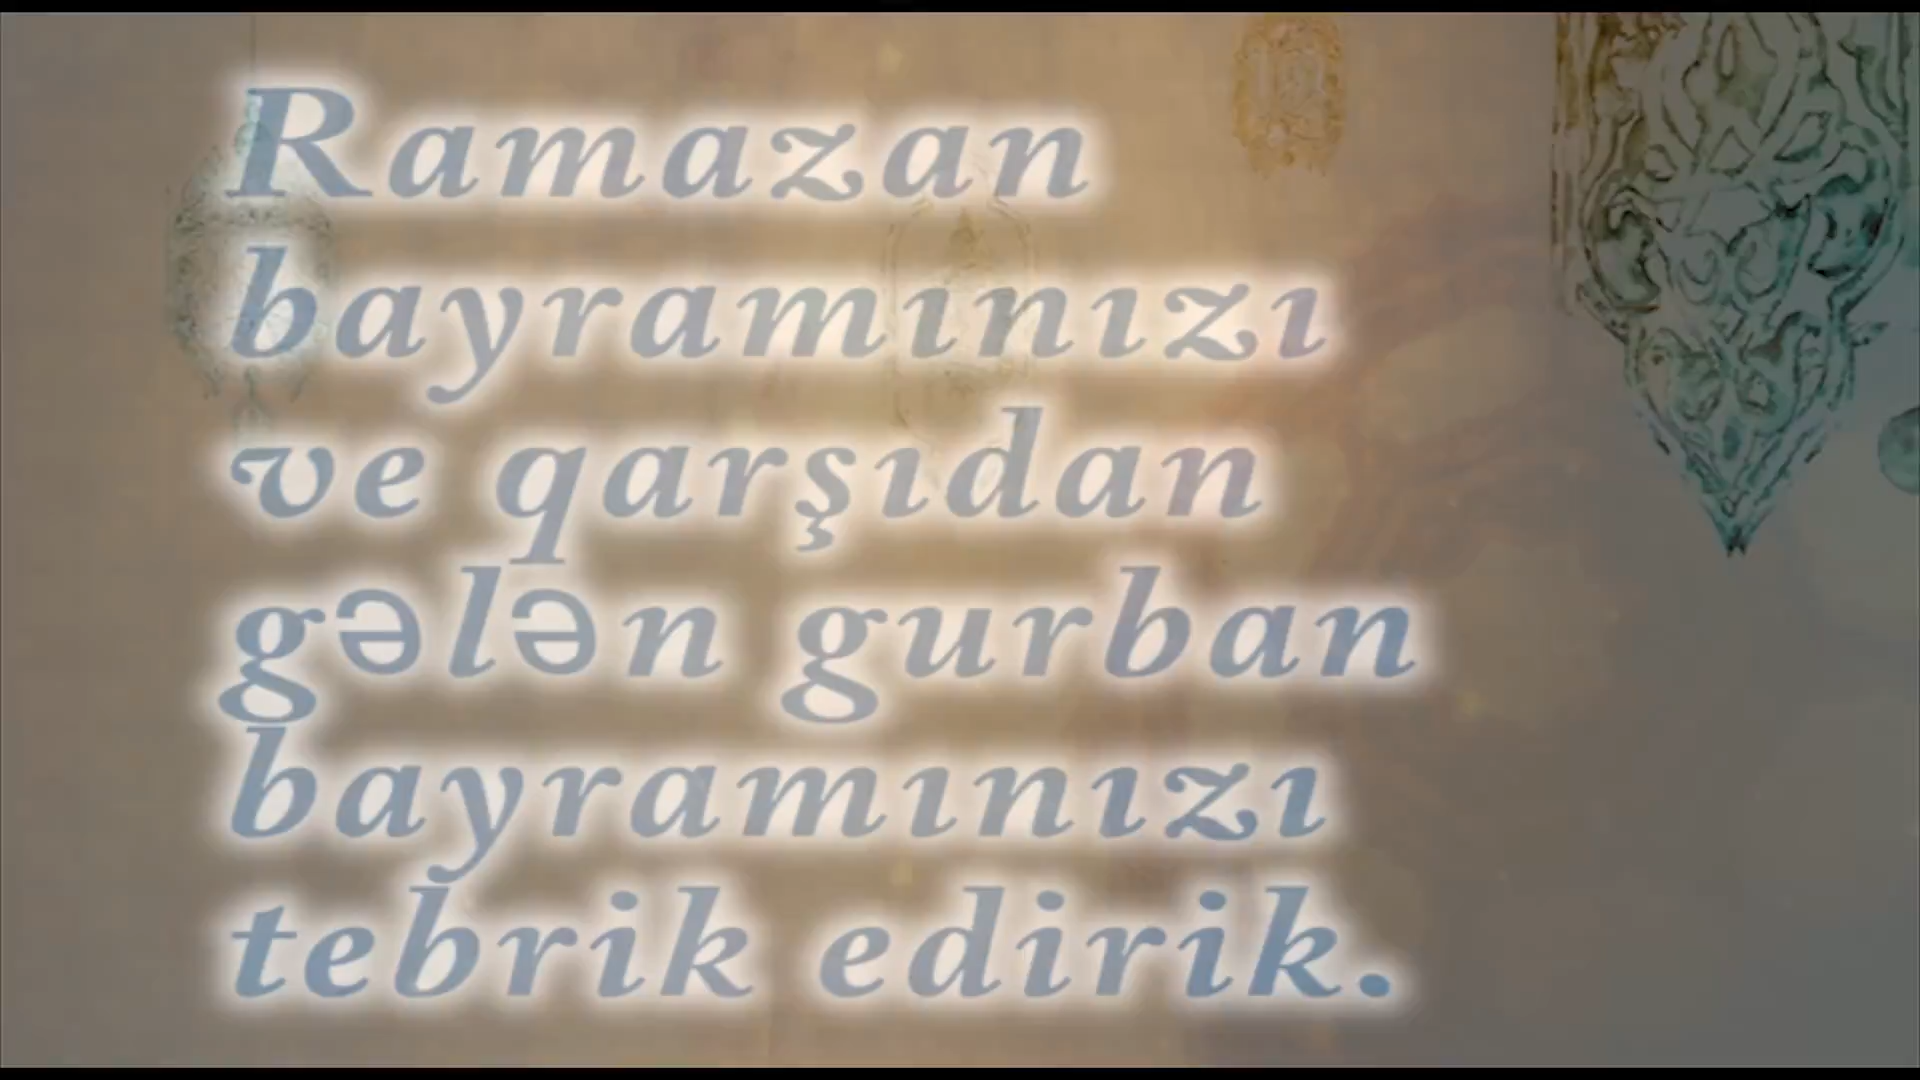 Ramazan
bayramınızı
ve qarşıdan
gələn gurban
bayramınızı
tebrik edirik.